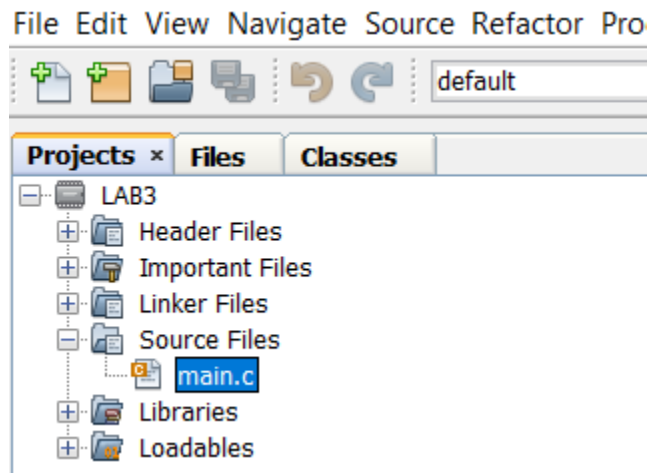 File Edit View Navigate Source Refactor Pro
default
Projects × Files Classes
LAB3
Header Files
Important Files
Linker Files
Source Files
main.c
Libraries
Loadables